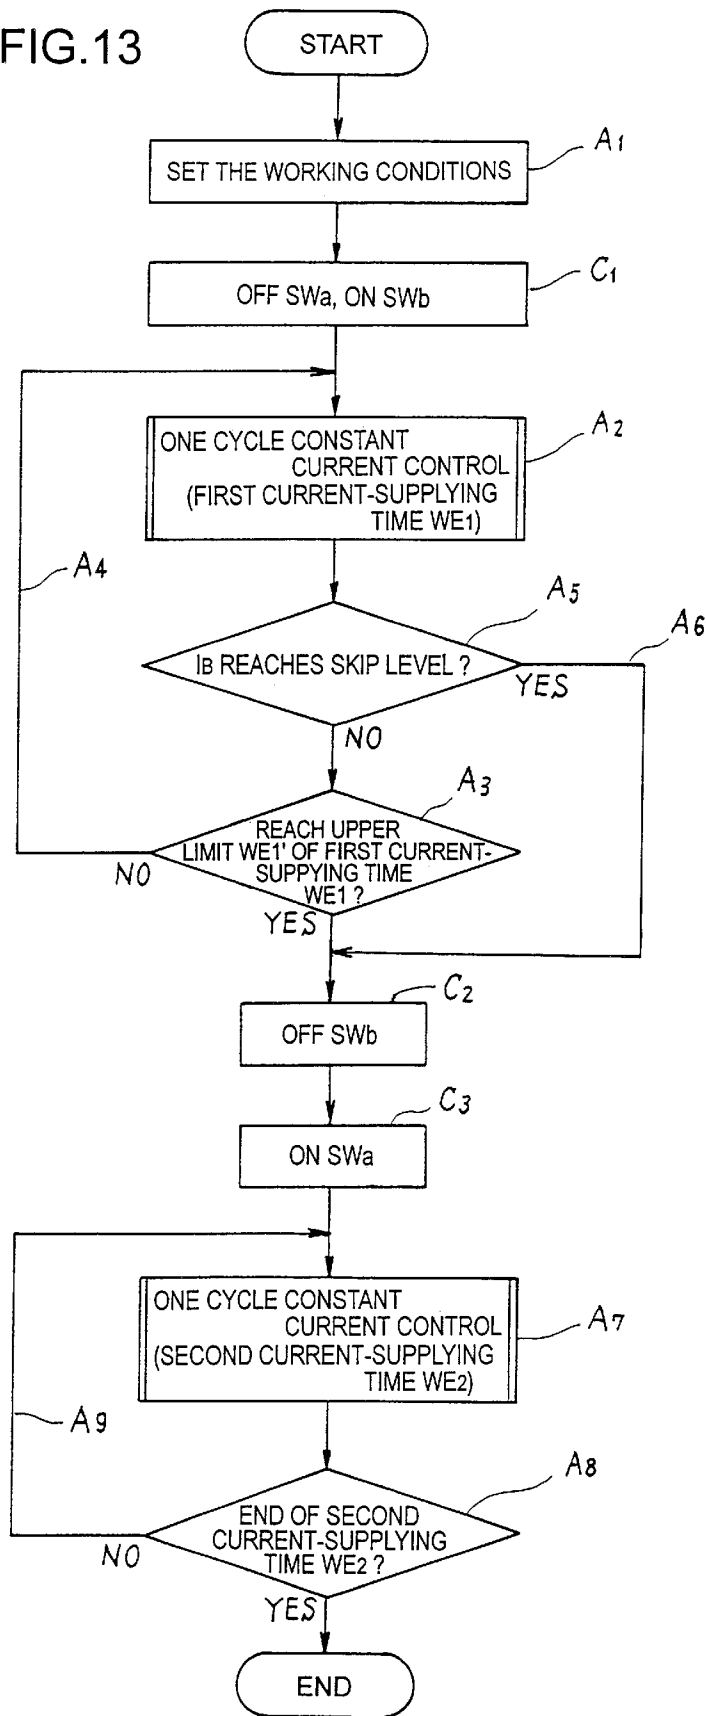 FIG.13
START
SET THE WORKING CONDITIONS
A1
OFF SWa, ON SWb
C1
ONE CYCLE CONSTANT
CURRENT CONTROL
(FIRST CURRENT-SUPPLYING
TIME WE1)
A2
A4
IB REACHES SKIP LEVEL ?
A5
A6
YES
NO
REACH UPPER
LIMIT WE1' OF FIRST CURRENT-
SUPPYING TIME
WE1 ?
A3
NO
YES
OFF SWb
C2
ON SWa
C3
ONE CYCLE CONSTANT
CURRENT CONTROL
(SECOND CURRENT-SUPPLYING
TIME WE2)
A7
A9
END OF SECOND
CURRENT-SUPPLYING
TIME WE2 ?
A8
NO
YES
END